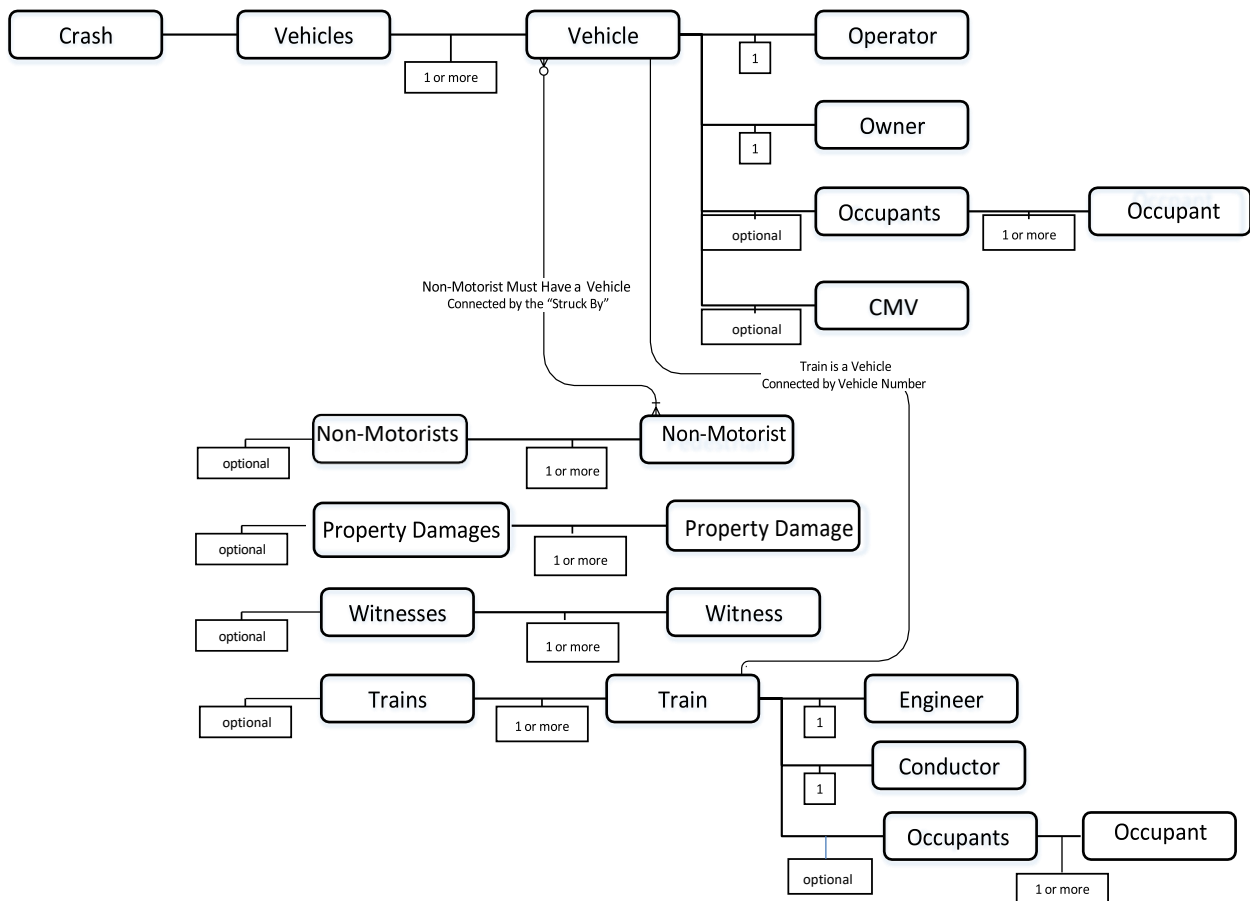 Crash
Vehicles
Vehicle
Operator
1 or more
1
Owner
1
Occupants
Occupant
optional
1 or more
Non-Motorist Must Have a Vehicle
Connected by the “Struck By”
CMV
optional
Train is a Vehicle
Connected by Vehicle Number
Non-Motorists
Non-Motorist
optional
1 or more
Property Damages
Property Damage
optional
1 or more
Witnesses
Witness
optional
1 or more
Trains
Train
Engineer
optional
1 or more
1
Conductor
1
Occupants
Occupant
optional
1 or more